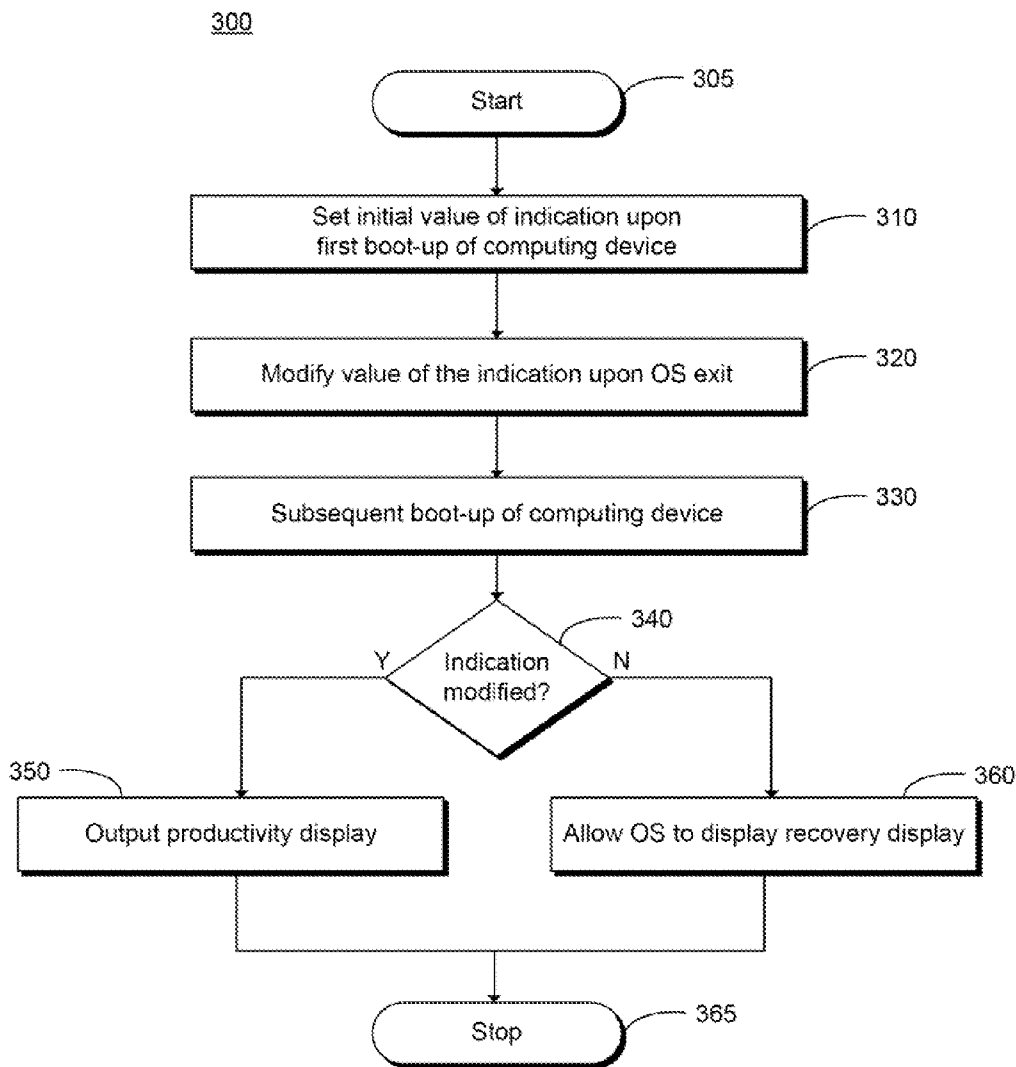 300
Start
305
Set initial value of indication upon
first boot-up of computing device
310
Modify value of the indication upon OS exit
320
Subsequent boot-up of computing device
330
340
Y
Indication
modified?
N
350
Output productivity display
360
Allow OS to display recovery display
Stop
365